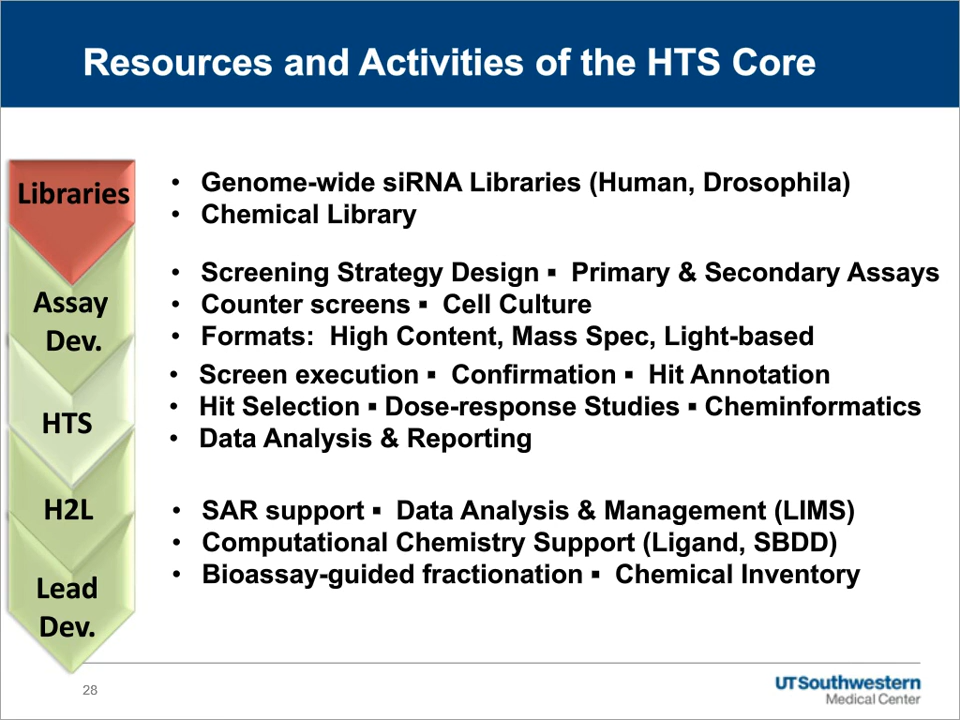 Resources and Activities of the HTS Core
Libraries
• Genome-wide siRNA Libraries (Human, Drosophila)
• Chemical Library
Assay
Dev.
• Screening Strategy Design ▪ Primary & Secondary Assays
• Counter screens ▪ Cell Culture
• Formats: High Content, Mass Spec, Light-based
HTS
• Screen execution ▪ Confirmation ▪ Hit Annotation
• Hit Selection ▪ Dose-response Studies ▪ Cheminformatics
• Data Analysis & Reporting
H2L
Lead
Dev.
• SAR support ▪ Data Analysis & Management (LIMS)
• Computational Chemistry Support (Ligand, SBDD)
• Bioassay-guided fractionation ▪ Chemical Inventory
28
UTSouthwestern
Medical Center